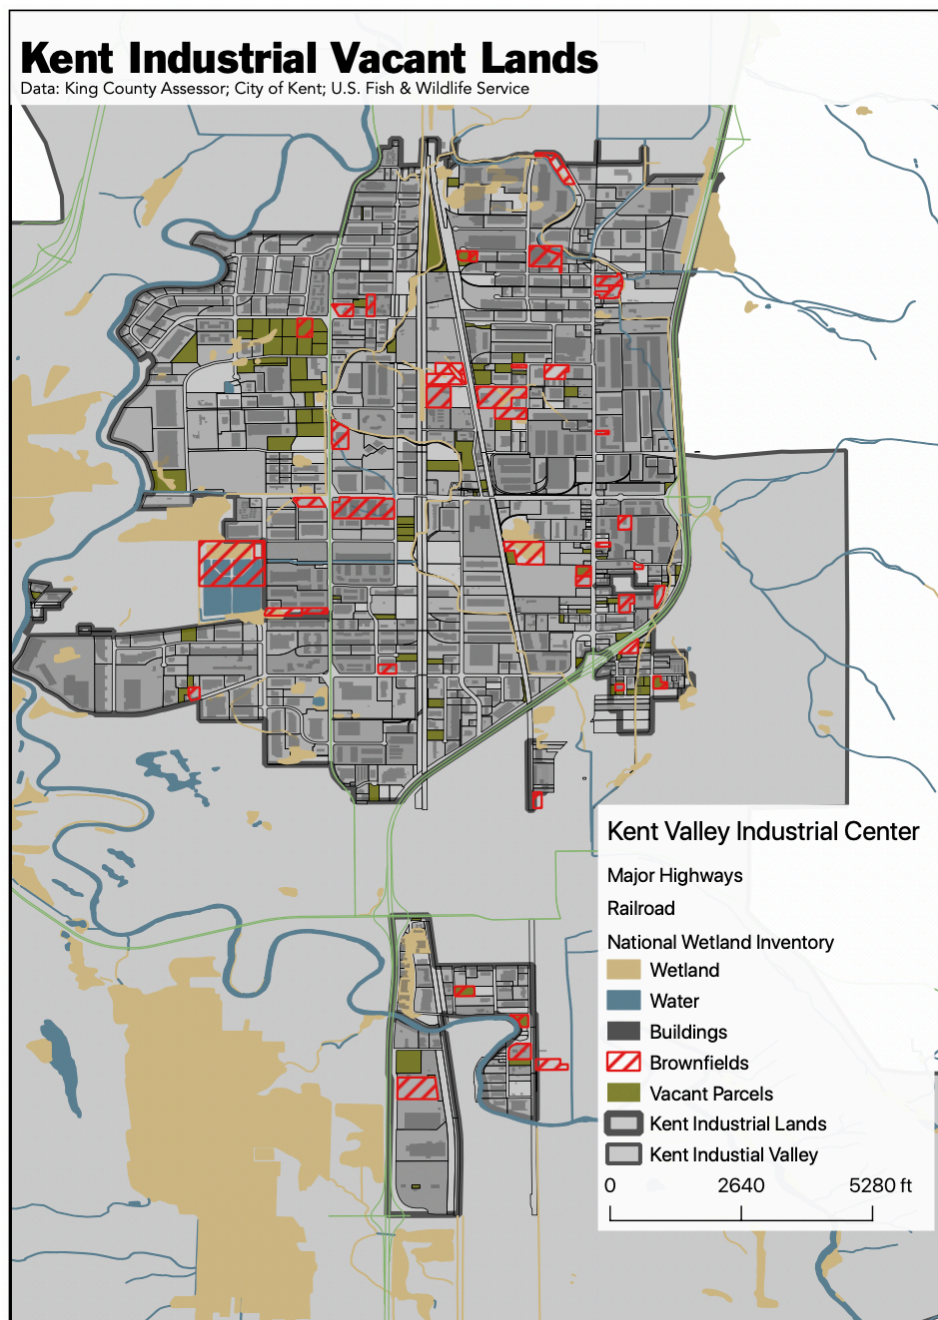 Kent Industrial Vacant Lands
Data: King County Assessor; City of Kent; U.S. Fish & Wildlife Service
Kent Valley Industrial Center
Major Highways
Railroad
National Wetland Inventory
Wetland
Water
Buildings
Brownfields
Vacant Parcels
Kent Industrial Lands
Kent Industial Valley
0 2640 5280 ft